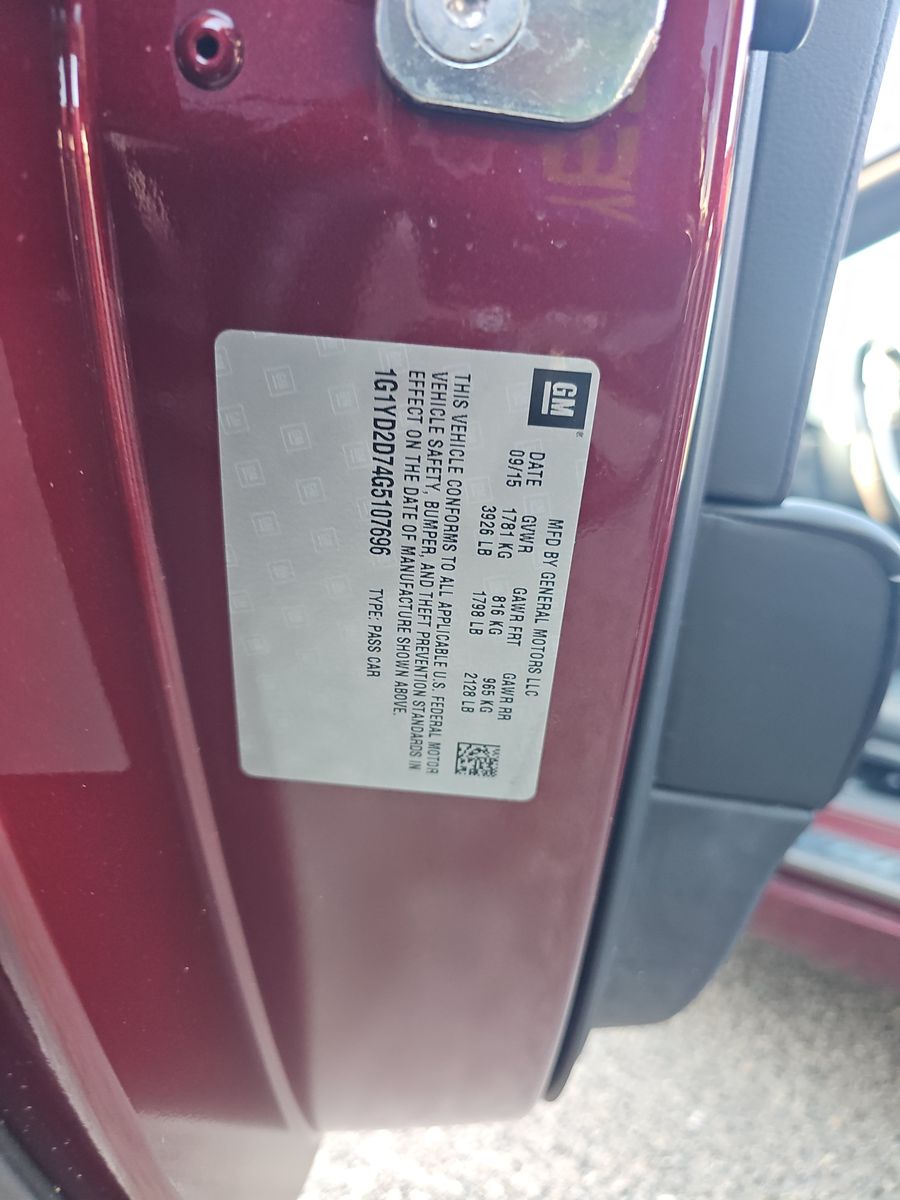 GM
®
MFD BY GENERAL MOTORS LLC
DATE GVWR GAWR FRT GAWR RR
09/15 1781 KG 816 KG 965 KG
3926 LB 1798 LB 2128 LB
THIS VEHICLE CONFORMS TO ALL APPLICABLE U.S. FEDERAL MOTOR
VEHICLE SAFETY, BUMPER, AND THEFT PREVENTION STANDARDS IN
EFFECT ON THE DATE OF MANUFACTURE SHOWN ABOVE.
1G1YD2D74G5107696 TYPE: PASS CAR